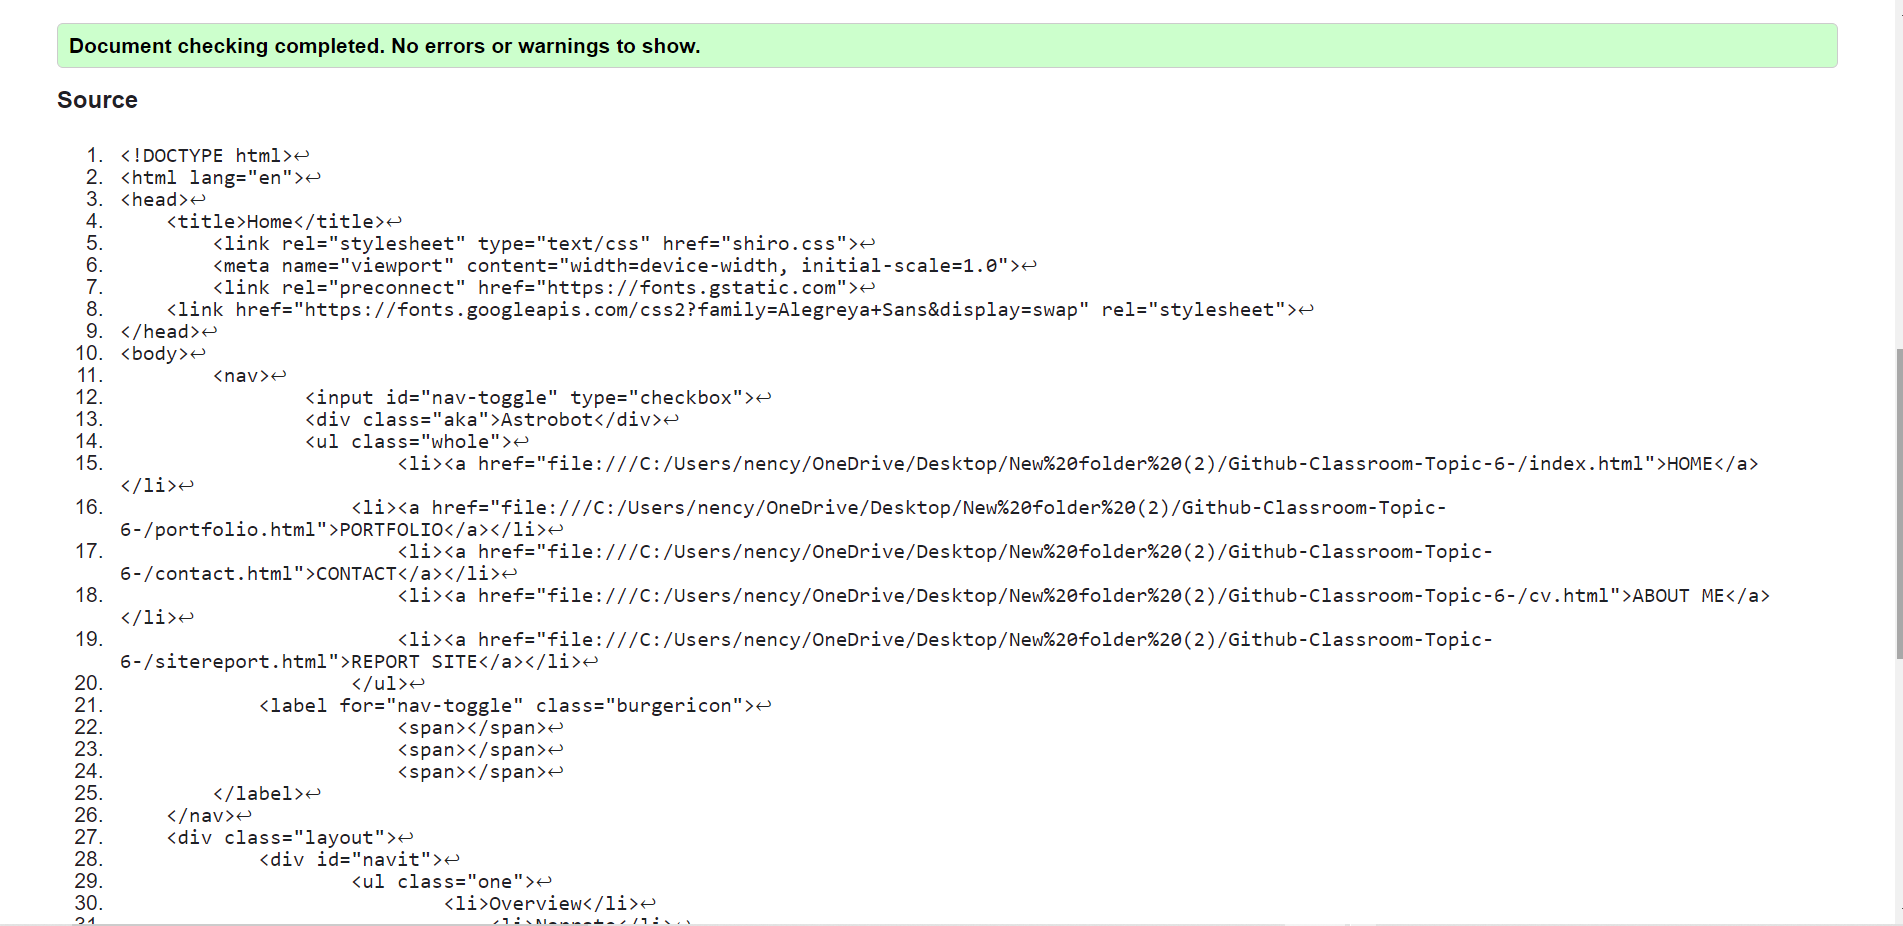 Document checking completed. No errors or warnings to show.
Source
1. <!DOCTYPE html>↩
2. <html lang="en">↩
3. <head>↩
4. <title>Home</title>↩
5. <link rel="stylesheet" type="text/css" href="shiro.css">↩
6. <meta name="viewport" content="width=device-width, initial-scale=1.0">↩
7. <link rel="preconnect" href="https://fonts.gstatic.com">↩
8. <link href="https://fonts.googleapis.com/css2?family=Alegreya+Sans&display=swap" rel="stylesheet">↩
9. </head>↩
10. <body>↩
11. <nav>↩
12. <input id="nav-toggle" type="checkbox">↩
13. <div class="aka">Astrobot</div>↩
14. <ul class="whole">↩
15. <li><a href="file:///C:/Users/nency/OneDrive/Desktop/New%20folder%20(2)/Github-Classroom-Topic-6-/index.html">HOME</a>
</li>↩
16. <li><a href="file:///C:/Users/nency/OneDrive/Desktop/New%20folder%20(2)/Github-Classroom-Topic-
6-/portfolio.html">PORTFOLIO</a></li>↩
17. <li><a href="file:///C:/Users/nency/OneDrive/Desktop/New%20folder%20(2)/Github-Classroom-Topic-
6-/contact.html">CONTACT</a></li>↩
18. <li><a href="file:///C:/Users/nency/OneDrive/Desktop/New%20folder%20(2)/Github-Classroom-Topic-6-/cv.html">ABOUT ME</a>
</li>↩
19. <li><a href="file:///C:/Users/nency/OneDrive/Desktop/New%20folder%20(2)/Github-Classroom-Topic-
6-/sitereport.html">REPORT SITE</a></li>↩
20. </ul>↩
21. <label for="nav-toggle" class="burgericon">↩
22. <span></span>↩
23. <span></span>↩
24. <span></span>↩
25. </label>↩
26. </nav>↩
27. <div class="layout">↩
28. <div id="navit">↩
29. <ul class="one">↩
30. <li>Overview</li>↩
31.